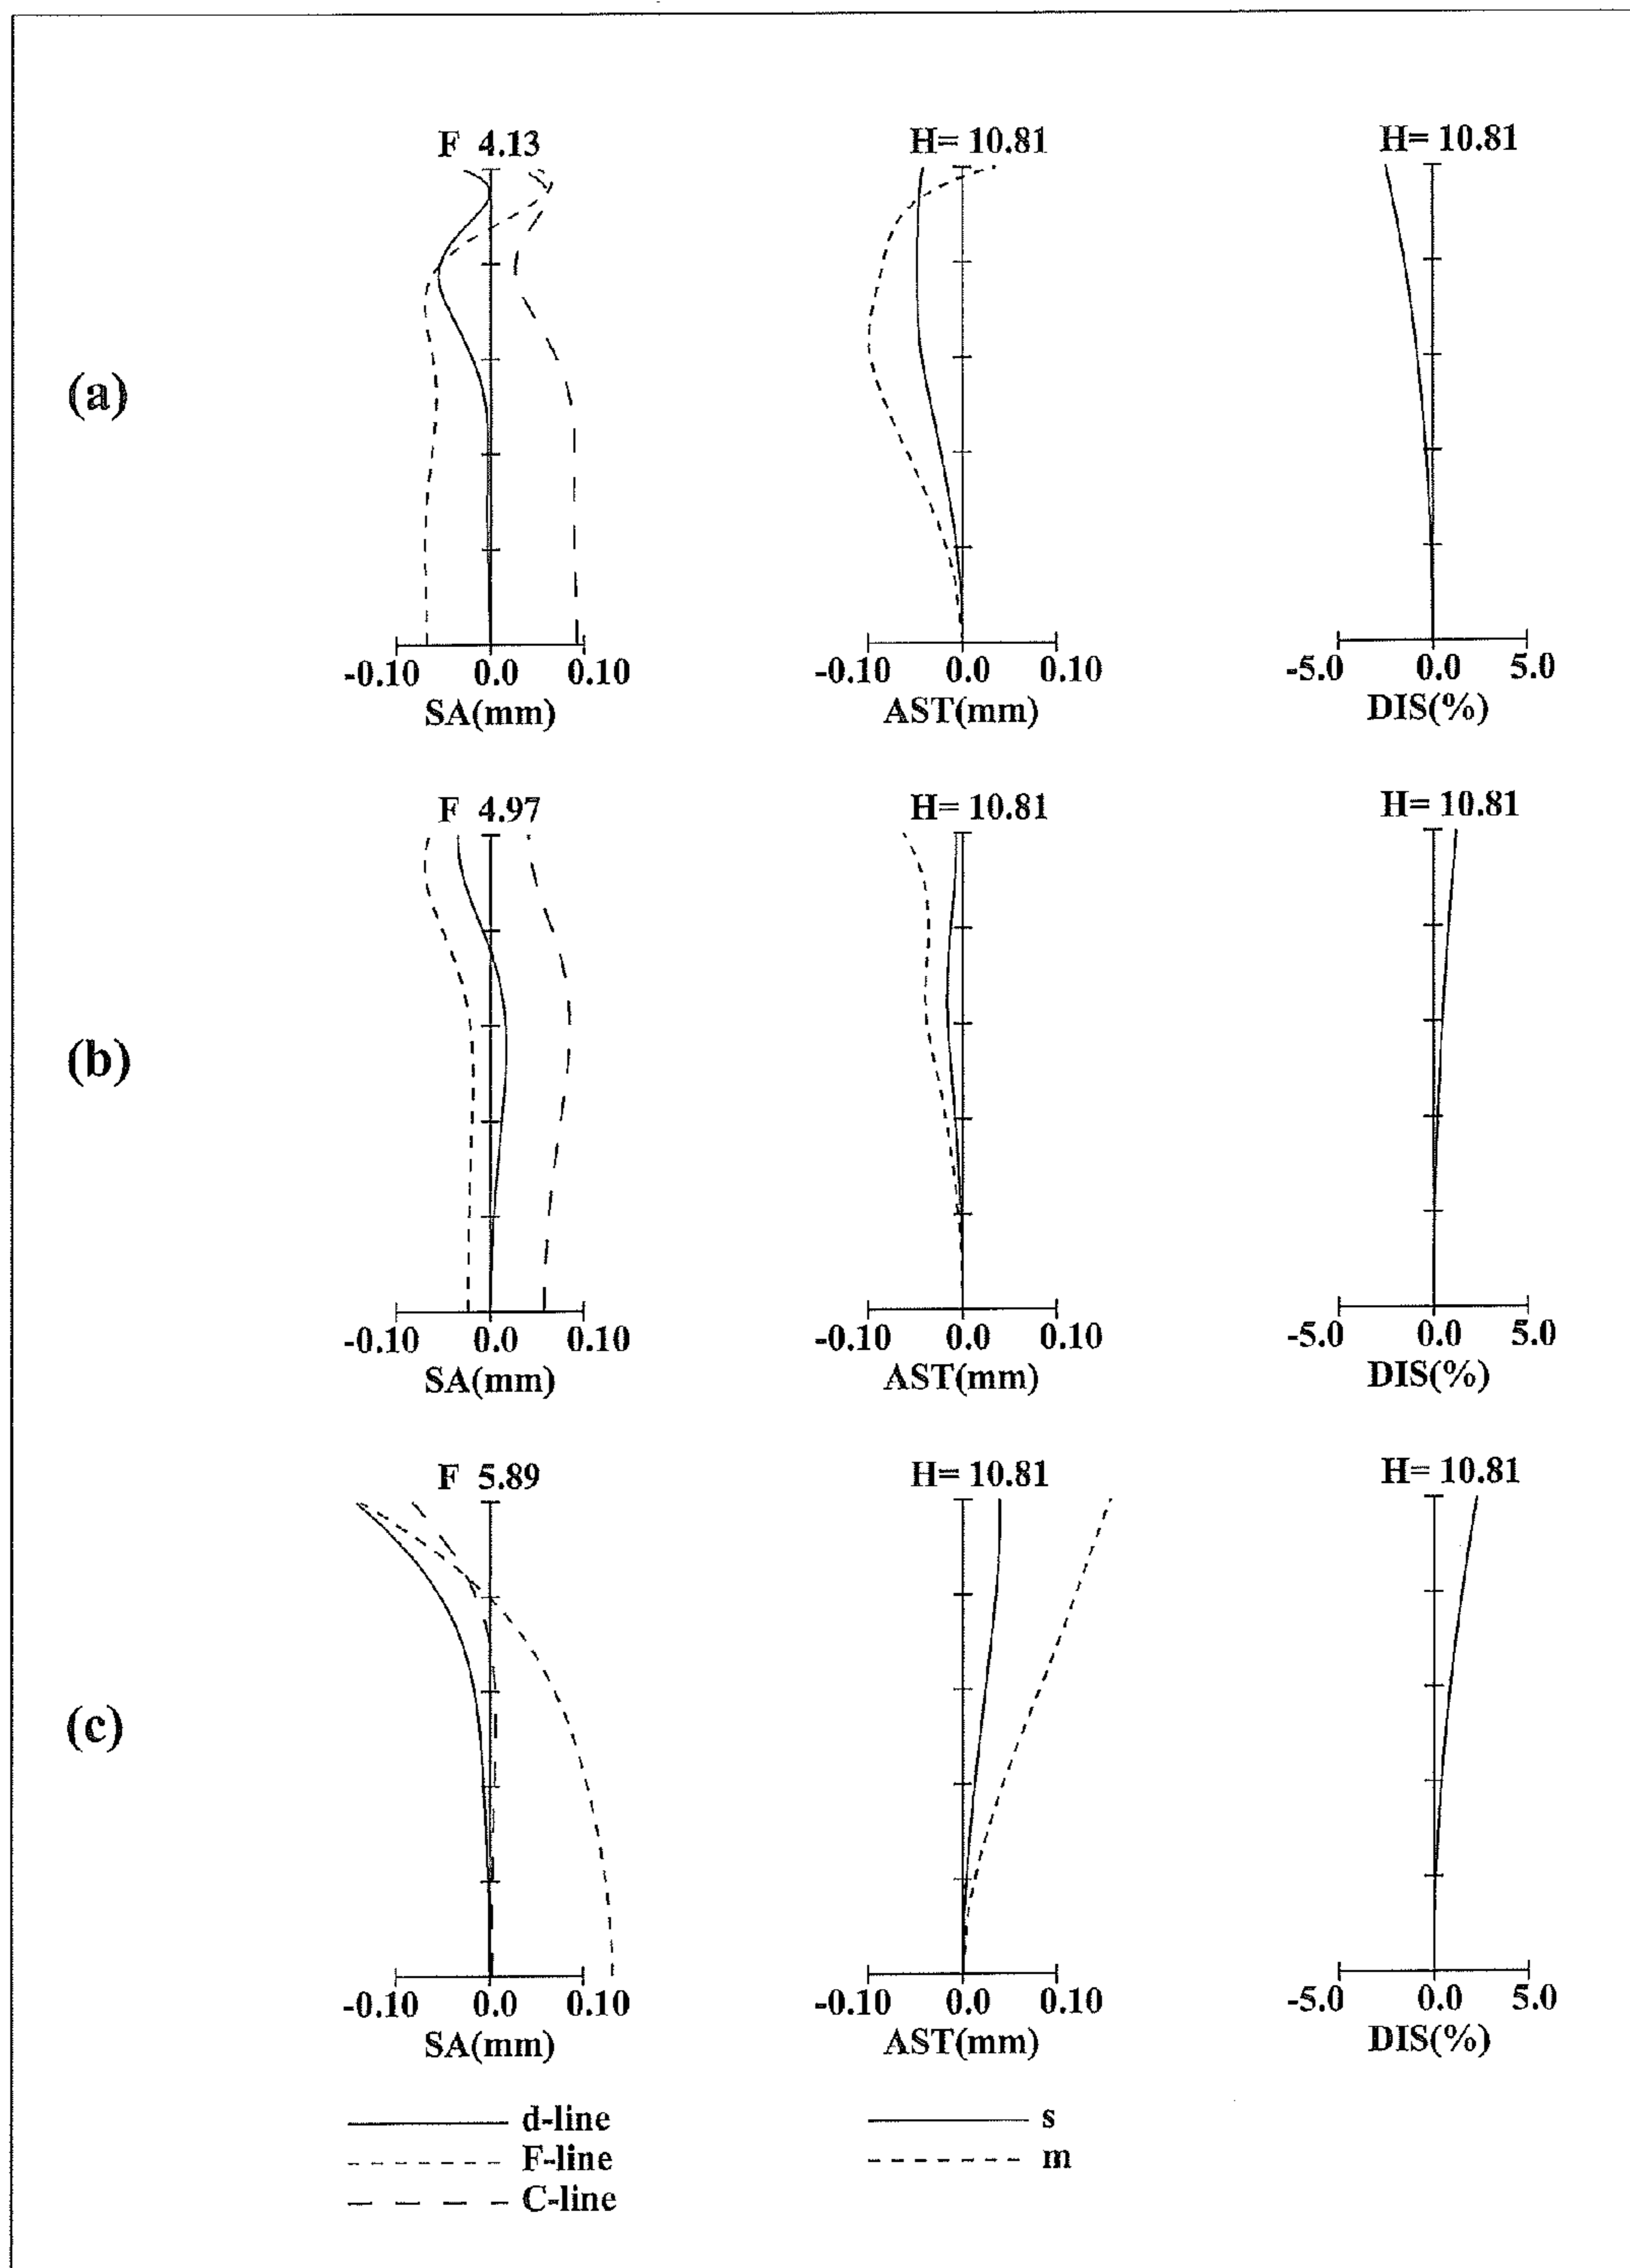 F 4.13 H= 10.81 H= 10.81
(a)
-0.10 0.0 0.10 -0.10 0.0 0.10 -5.0 0.0 5.0
SA(mm) AST(mm) DIS(%)
F 4.97 H= 10.81 H= 10.81
(b)
-0.10 0.0 0.10 -0.10 0.0 0.10 -5.0 0.0 5.0
SA(mm) AST(mm) DIS(%)
F 5.89 H= 10.81 H= 10.81
(c)
-0.10 0.0 0.10 -0.10 0.0 0.10 -5.0 0.0 5.0
SA(mm) AST(mm) DIS(%)
d-line s
F-line m
C-line